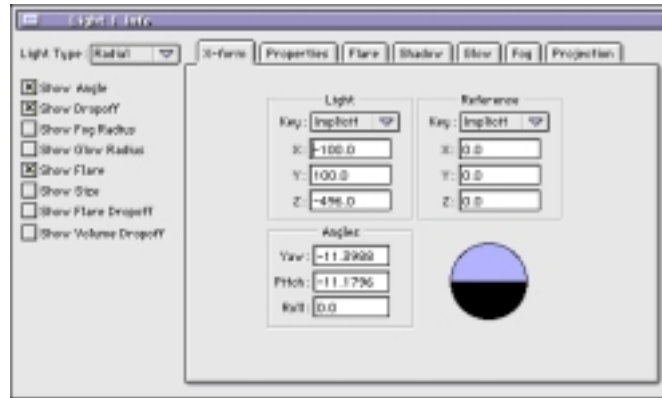 Light 1 Info
Light Type: Radial
X-form Properties Flare Shadow Glow Fog Projection
Show Angle
Show Dropoff
Show Fog Radius
Show Glow Radius
Show Flare
Show Size
Show Flare Dropoff
Show Volume Dropoff
Light
Key: Implicit
X: -100.0
Y: 100.0
Z: -496.0
Reference
Key: Implicit
X: 0.0
Y: 0.0
Z: 0.0
Angles
Yaw: -11.3988
Pitch: -11.1796
Roll: 0.0